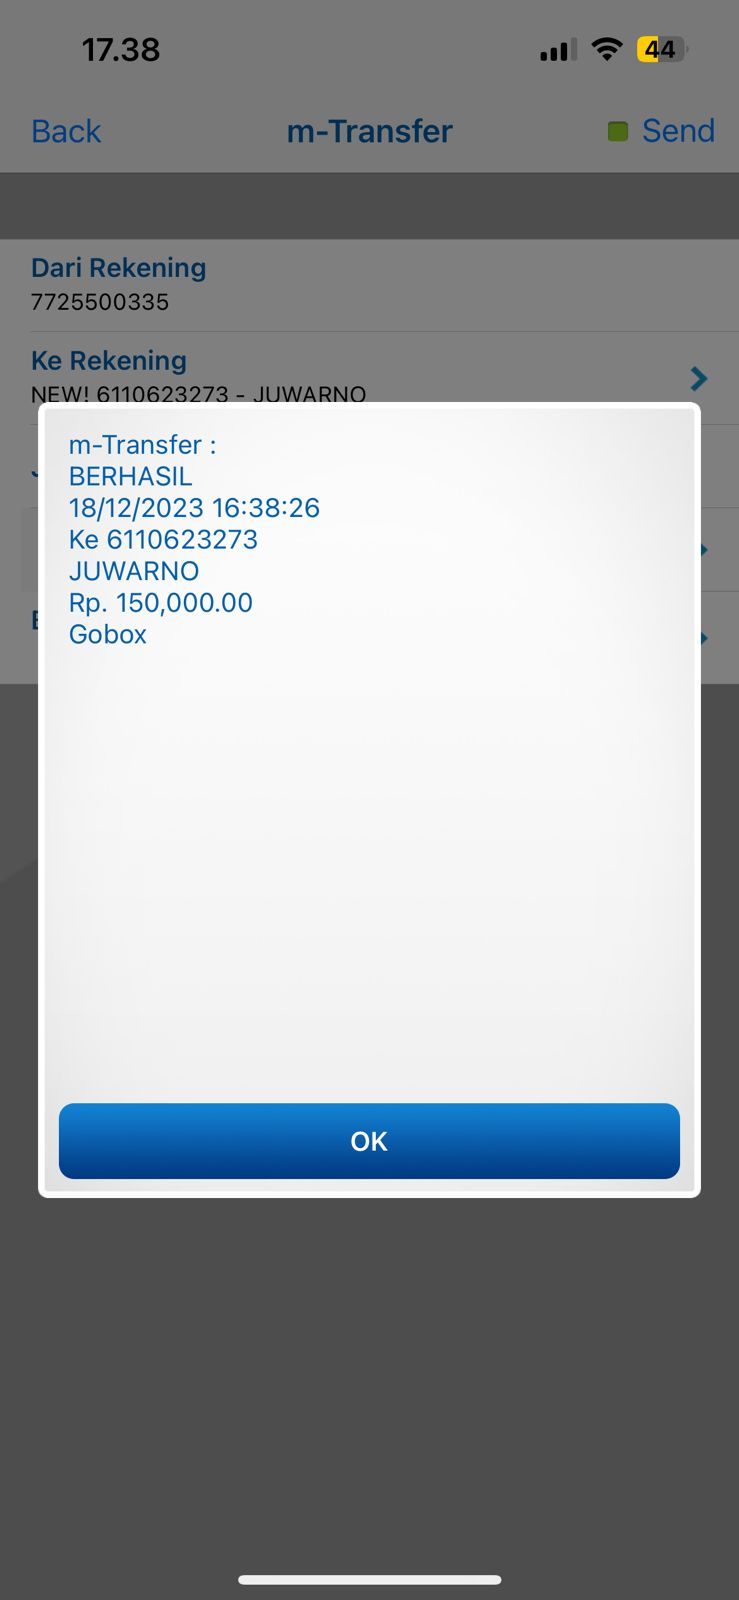 17.38
44
Back
m-Transfer
Send
Dari Rekening
7725500335
Ke Rekening
NEW! 6110623273 - JUWARNO
m-Transfer :
BERHASIL
18/12/2023 16:38:26
Ke 6110623273
JUWARNO
Rp. 150,000.00
Gobox
OK